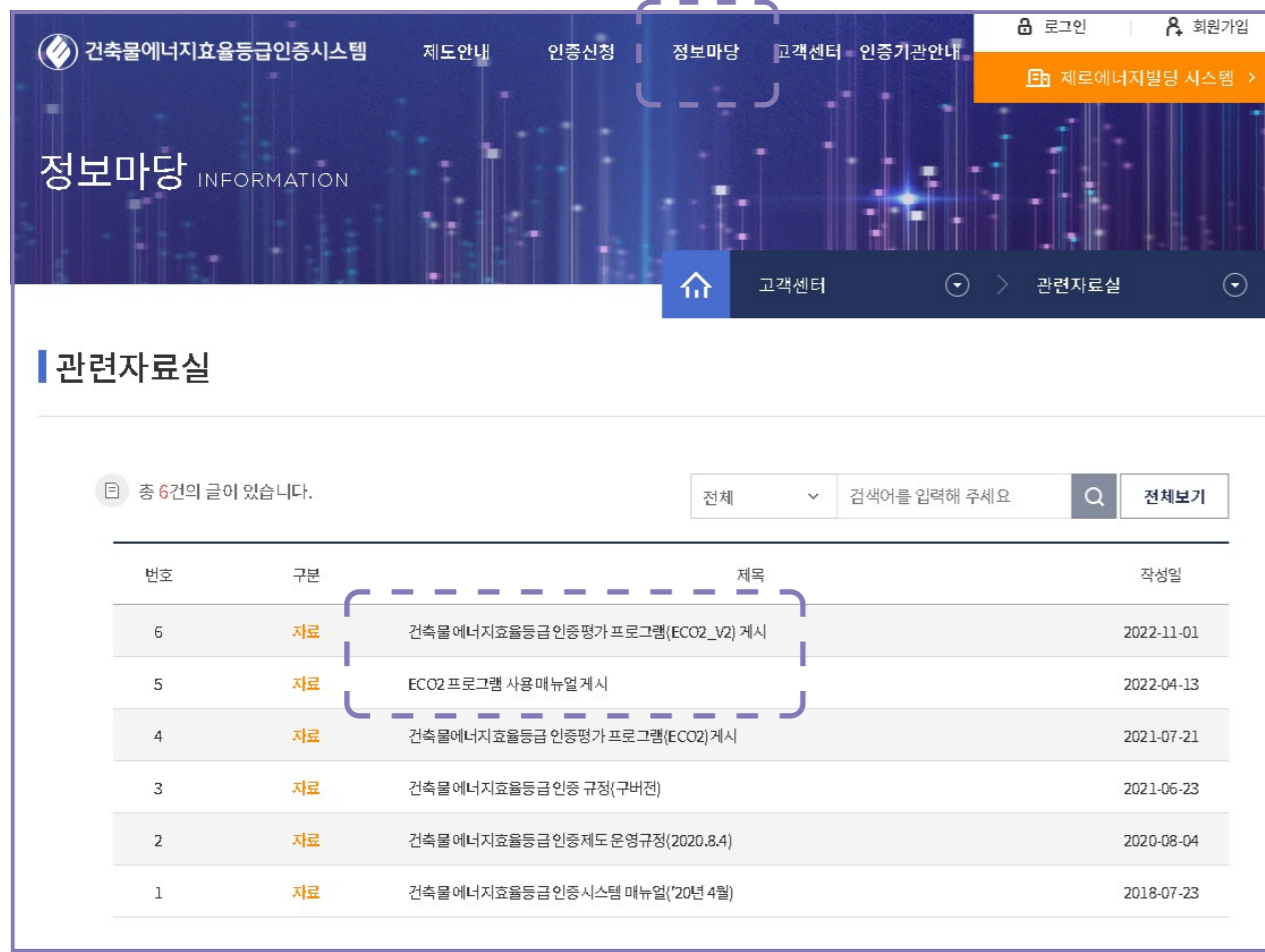 로그인
회원가입
건축물에너지효율등급인증시스템
제도안내
인증신청
정보마당
고객센터
인증기관안내
제로에너지빌딩 시스템 >
정보마당 INFORMATION
고객센터
관련자료실
관련자료실
총 6건의 글이 있습니다.
전체
검색어를 입력해 주세요
전체보기
번호 구분 제목 작성일
6 자료 건축물 에너지효율등급 인증평가 프로그램(ECO2_V2) 게시 2022-11-01
5 자료 ECO2 프로그램 사용 매뉴얼 게시 2022-04-13
4 자료 건축물에너지효율등급 인증평가 프로그램(ECO2)게시 2021-07-21
3 자료 건축물 에너지효율등급 인증 규정(구버전) 2021-06-23
2 자료 건축물 에너지효율등급 인증제도 운영규정(2020.8.4) 2020-08-04
1 자료 건축물 에너지효율등급 인증시스템 매뉴얼('20년 4월) 2018-07-23